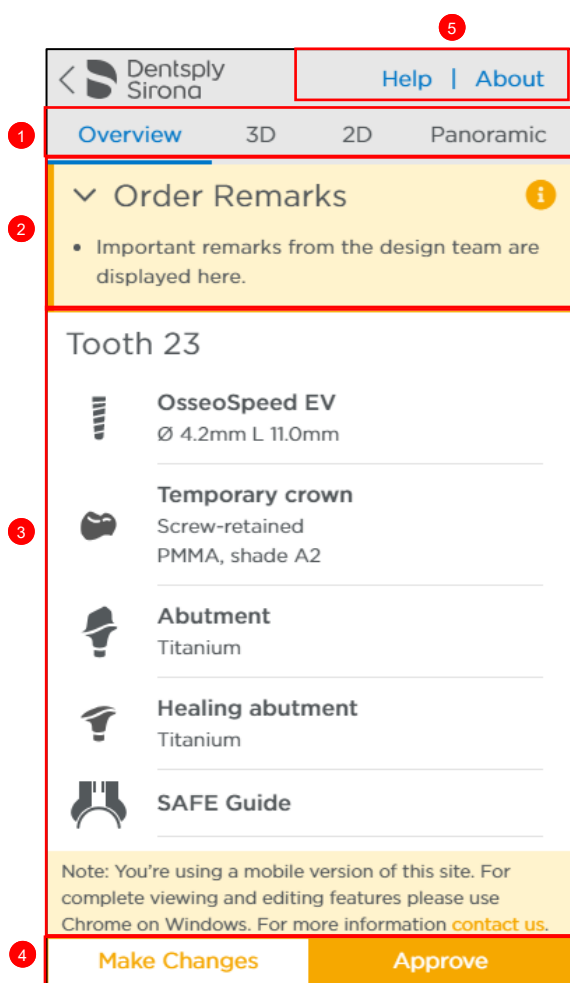 5
Dentsply
Sirona
Help | About
1
Overview 3D 2D Panoramic
Order Remarks
2
• Important remarks from the design team are
displayed here.
Tooth 23
OsseoSpeed EV
Ø 4.2mm L 11.0mm
Temporary crown
3
Screw-retained
PMMA, shade A2
Abutment
Titanium
Healing abutment
Titanium
SAFE Guide
Note: You're using a mobile version of this site. For
complete viewing and editing features please use
Chrome on Windows. For more information contact us.
4
Make Changes Approve